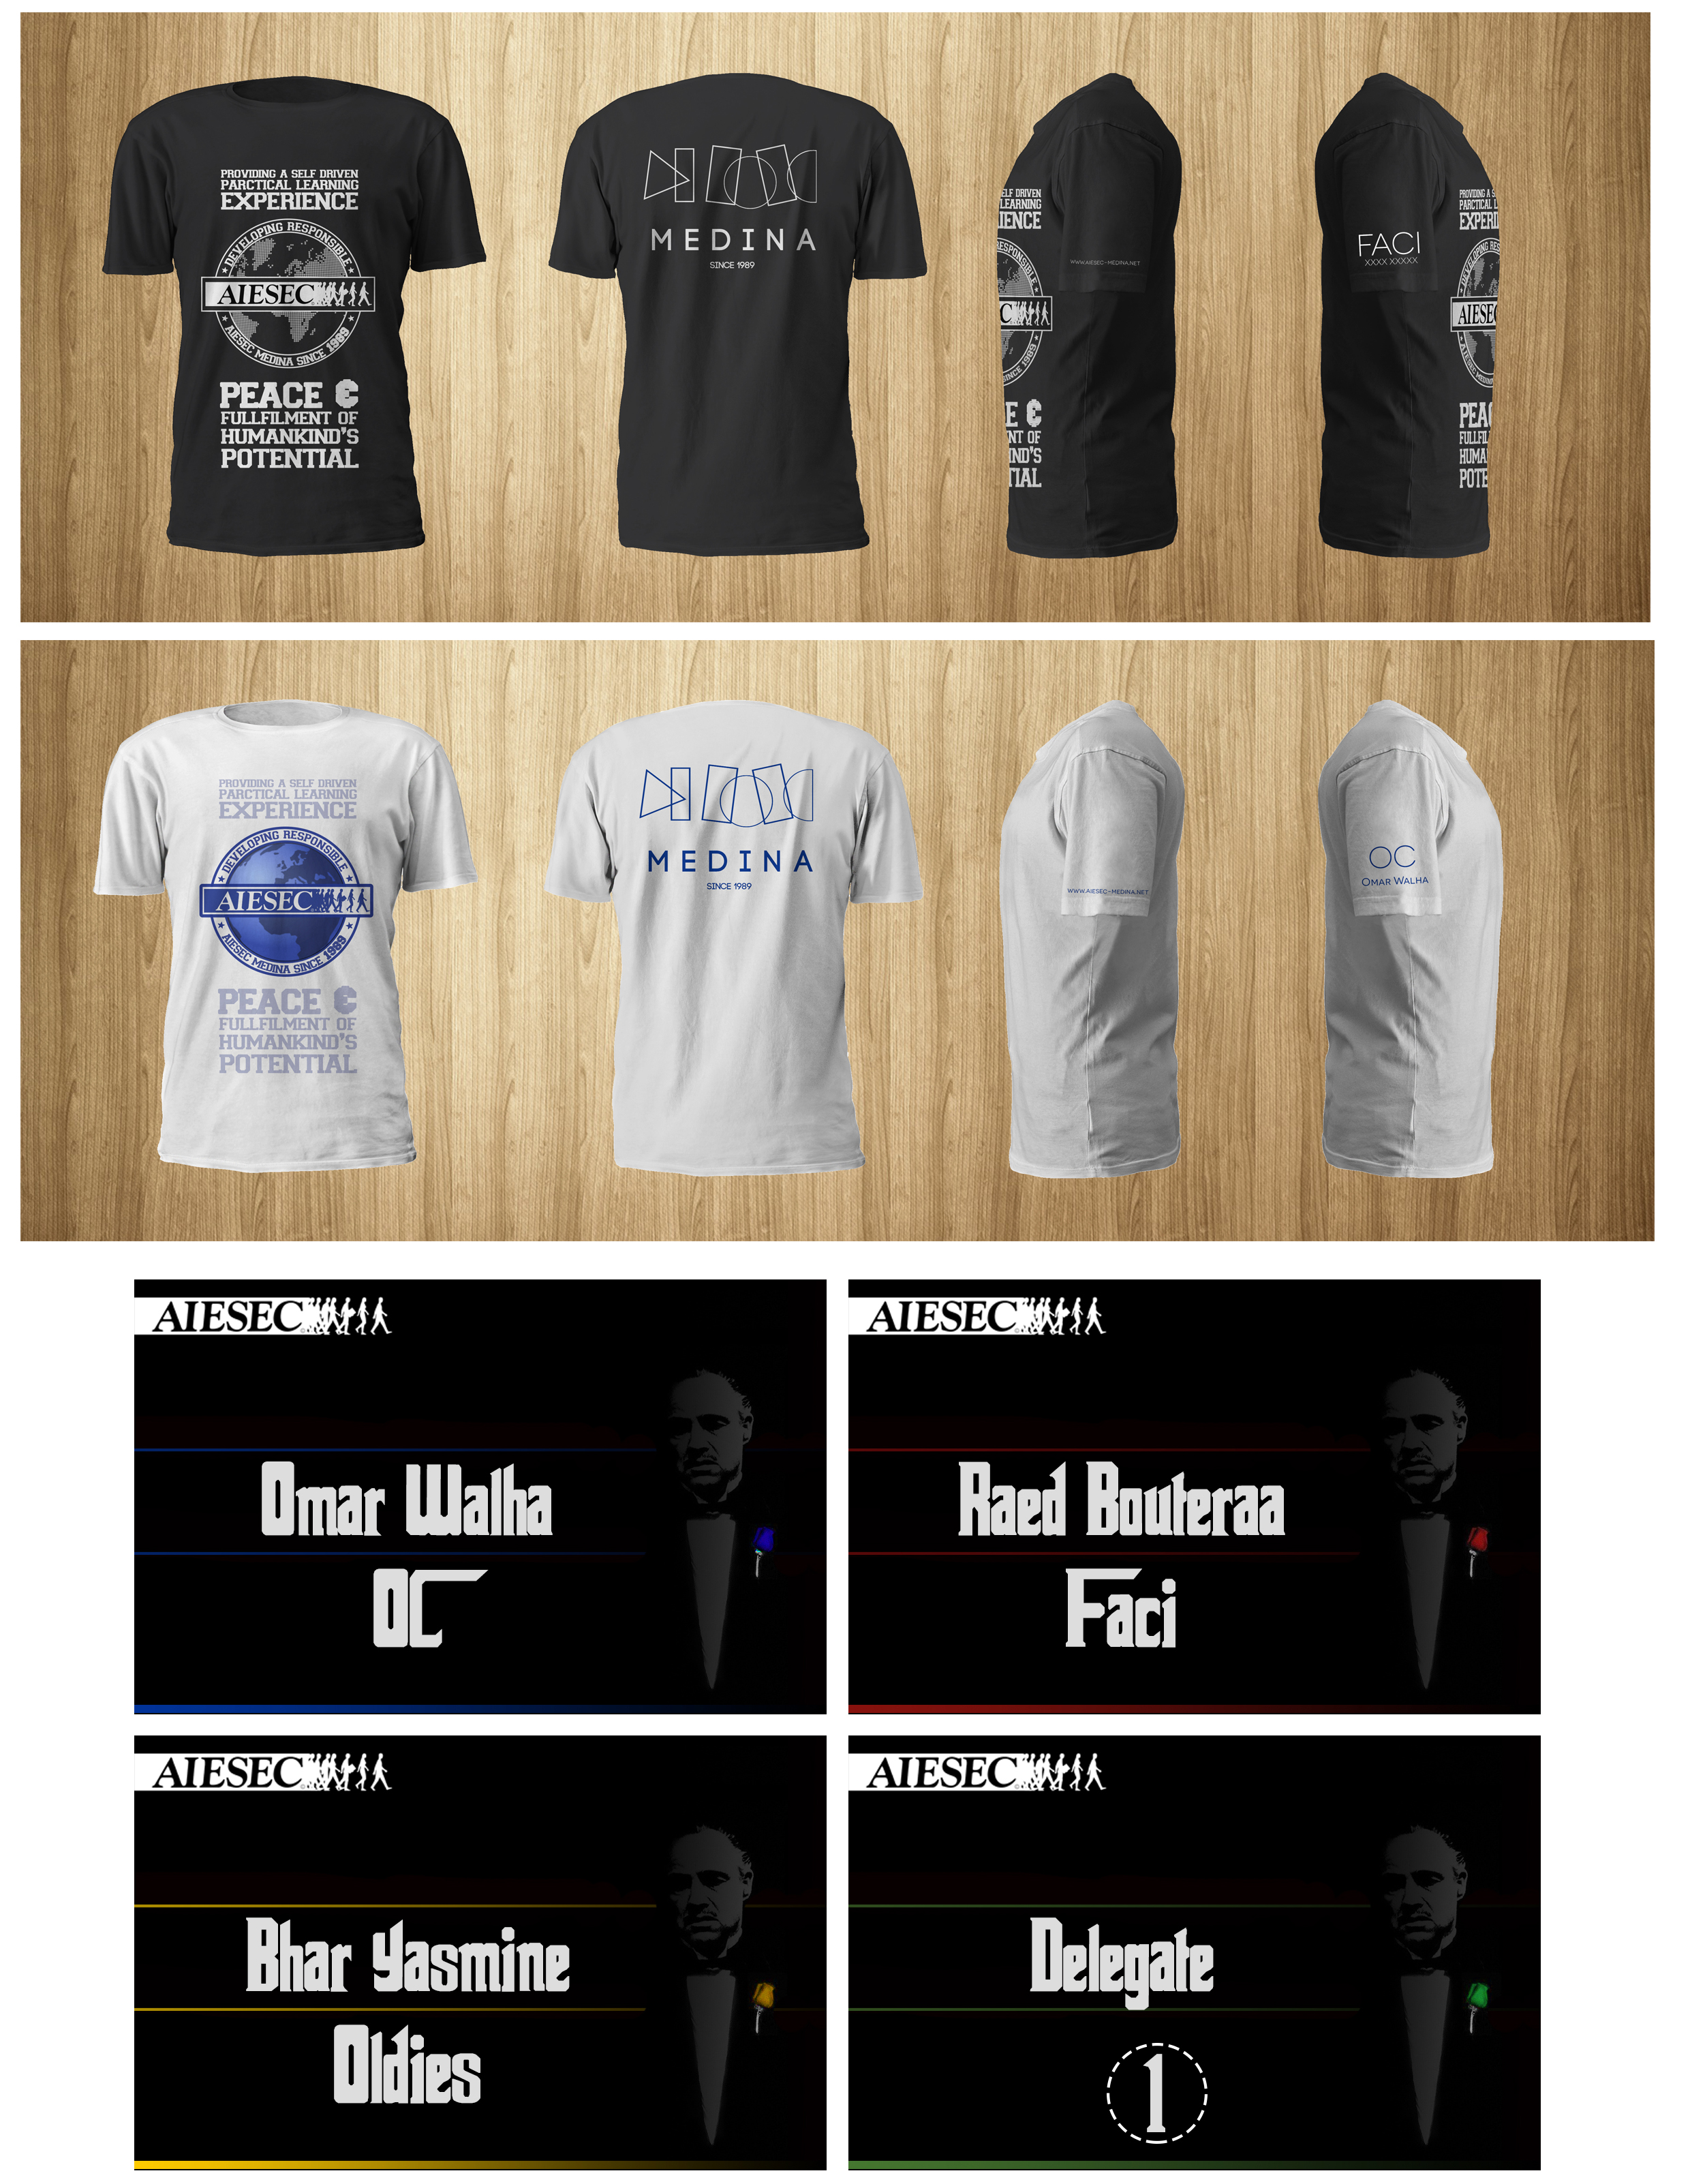 PROVIDING A SELF DRIVEN
PARCTICAL LEARNING
EXPERIENCE
DEVELOPING RESPONSIBLE
AIESEC
AIESEC MEDINA SINCE 1989
PEACE &
FULLFILMENT OF
HUMANKIND'S
POTENTIAL
MEDINA
SINCE 1989
ELF DRIVEN
LEARNING
IENCE
RESPONSIBLE
C
SINCE 1989
E &
NT OF
IND'S
TIAL
WWW.AIESEC-MEDINA.NET
FACI
XXXX XXXXX
PROVIDING A S
PARCTICAL L
EXPERI
DEVELOPING RES
AIESEC
AIESEC MEDIN
PEAC
FULLFIL
HUMA
POTE
PROVIDING A SELF DRIVEN
PARCTICAL LEARNING
EXPERIENCE
DEVELOPING RESPONSIBLE
AIESEC
AIESEC MEDINA SINCE 1989
PEACE &
FULLFILMENT OF
HUMANKIND'S
POTENTIAL
MEDINA
SINCE 1989
WWW.AIESEC-MEDINA.NET
OC
OMAR WALHA
AIESEC
Omar Walha
OC
AIESEC
Raed Bouteraa
Faci
AIESEC
Bhar Yasmine
Oldies
AIESEC
Delegate
1